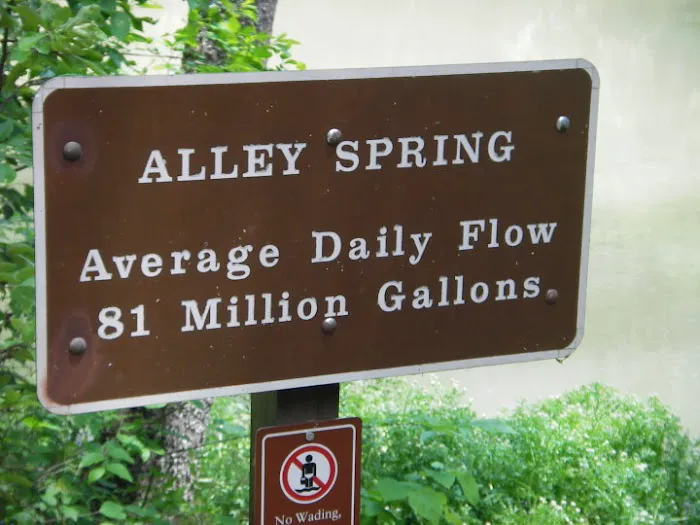 ALLEY SPRING
Average Daily Flow
81 Million Gallons
No Wading,